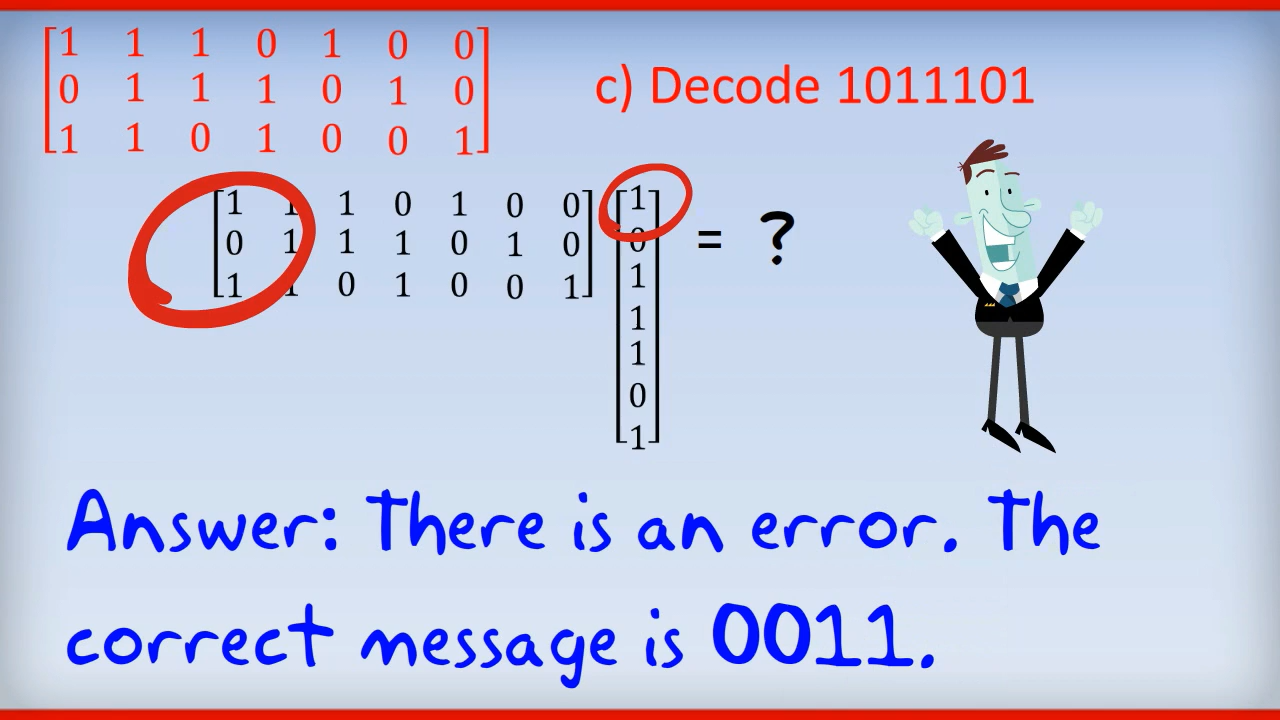 1 1 1 0 1 0 0
0 1 1 1 0 1 0
1 1 0 1 0 0 1
c) Decode 1011101
1 1 1 0 1 0 0
0 1 1 1 0 1 0
1 1 0 1 0 0 1
1
0
1
1
1
0
1
= ?
Answer: There is an error. The
correct message is 0011.